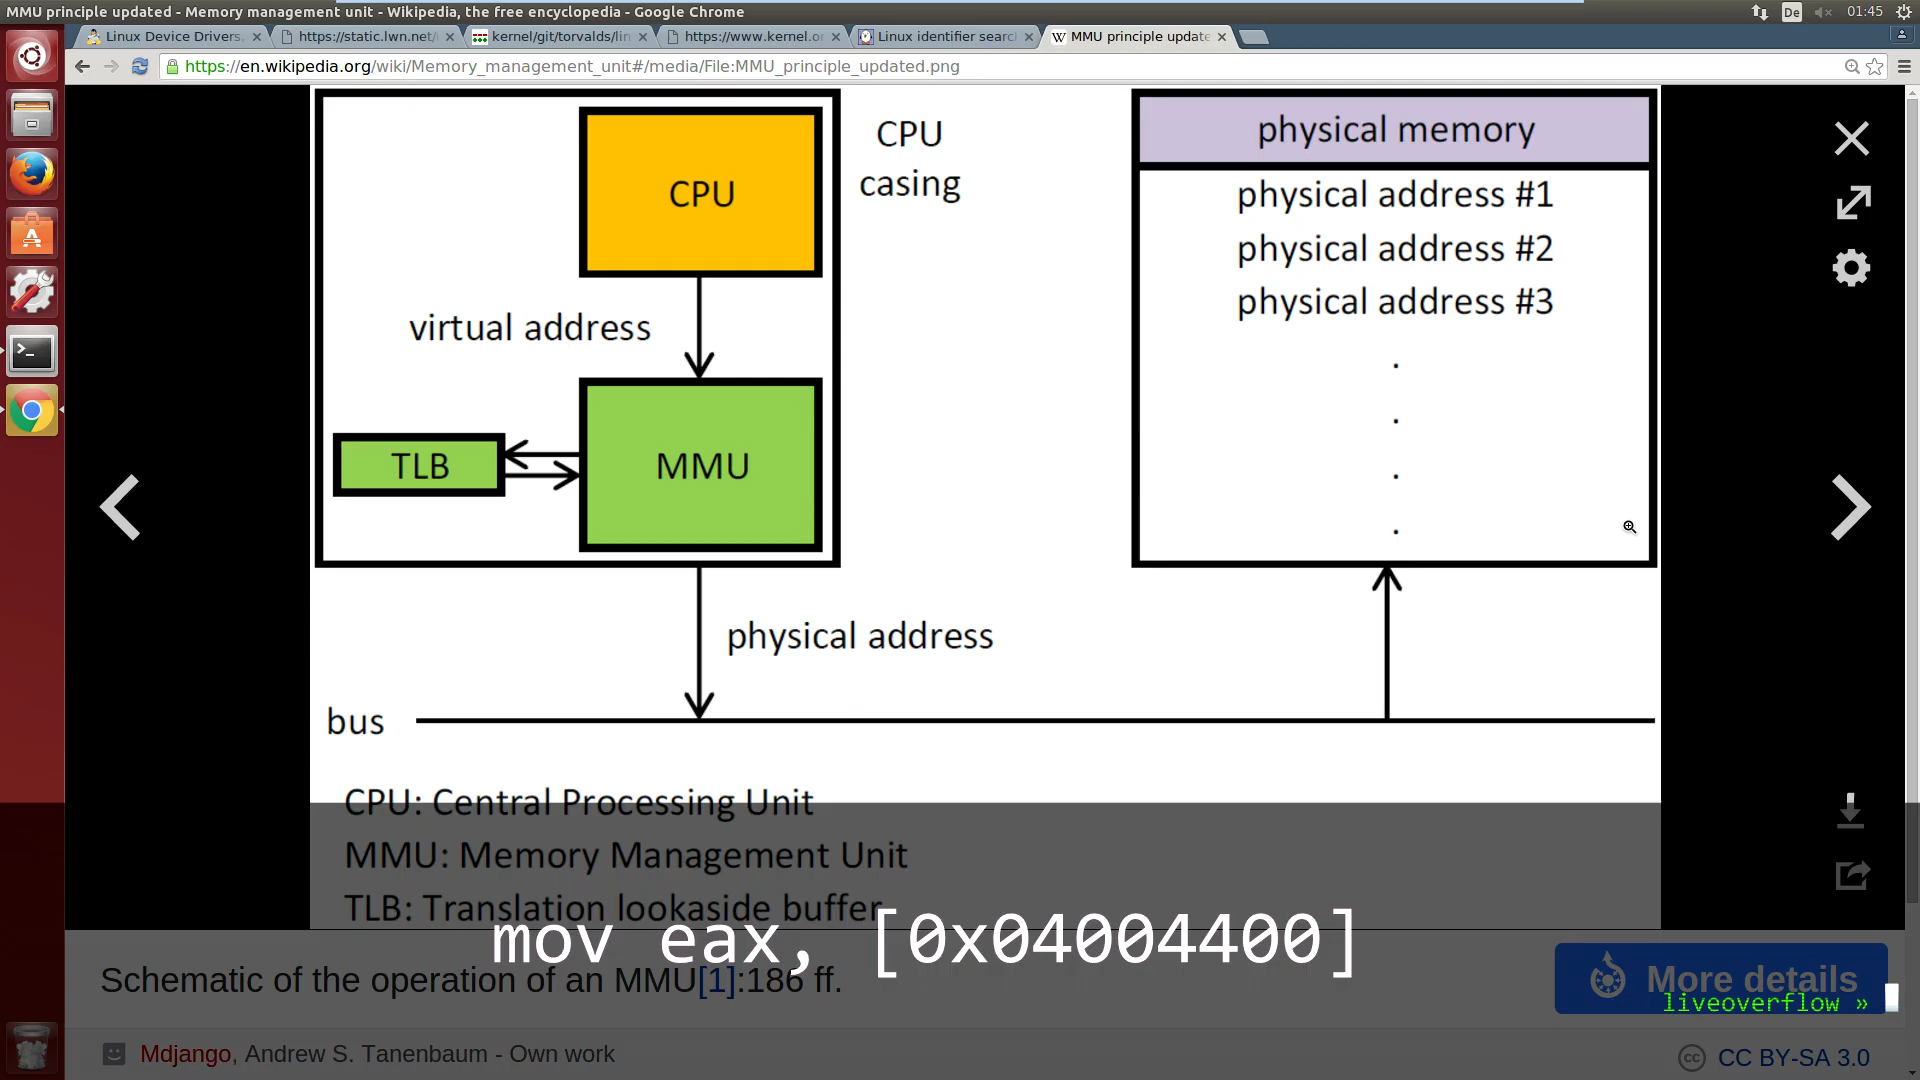 MMU principle updated - Memory management unit - Wikipedia, the free encyclopedia - Google Chrome
De
01:45
Linux Device Drivers,
https://static.lwn.net/
kernel/git/torvalds/lin
https://www.kernel.or
Linux identifier search
MMU principle update
https://en.wikipedia.org/wiki/Memory_management_unit#/media/File:MMU_principle_updated.png
CPU
CPU
casing
physical memory
physical address #1
physical address #2
physical address #3
.
.
.
.
virtual address
TLB
MMU
physical address
bus
CPU: Central Processing Unit
MMU: Memory Management Unit
TLB: Translation lookaside buffer
mov eax, [0x04004400]
Schematic of the operation of an MMU[1]:186 ff.
More details
liveoverflow »
Mdjango, Andrew S. Tanenbaum - Own work
cc CC BY-SA 3.0